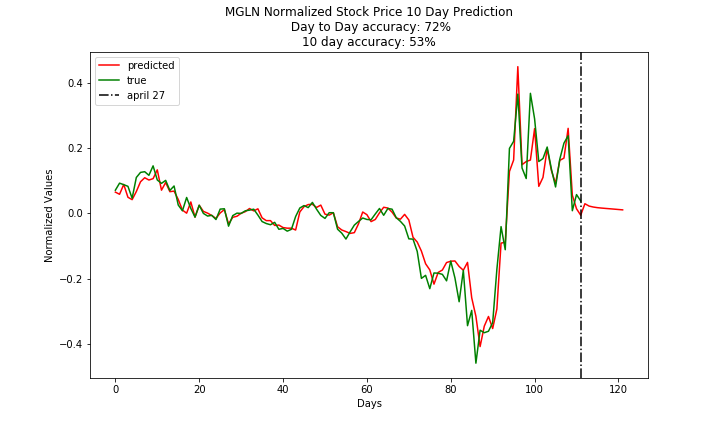 MGLN Normalized Stock Price 10 Day Prediction
Day to Day accuracy: 72%
10 day accuracy: 53%
predicted
true
april 27
0.4
0.2
0.0
−0.2
−0.4
Normalized Values
0 20 40 60 80 100 120
Days